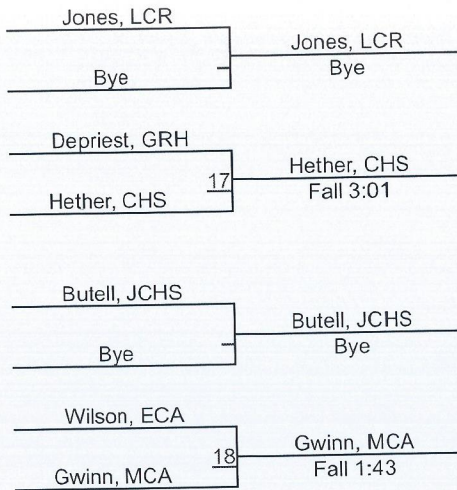 Jones, LCR
Jones, LCR
Bye
Bye
Depriest, GRH
17
Hether, CHS
Fall 3:01
Hether, CHS
Butell, JCHS
Butell, JCHS
Bye
Bye
Wilson, ECA
18
Gwinn, MCA
Fall 1:43
Gwinn, MCA